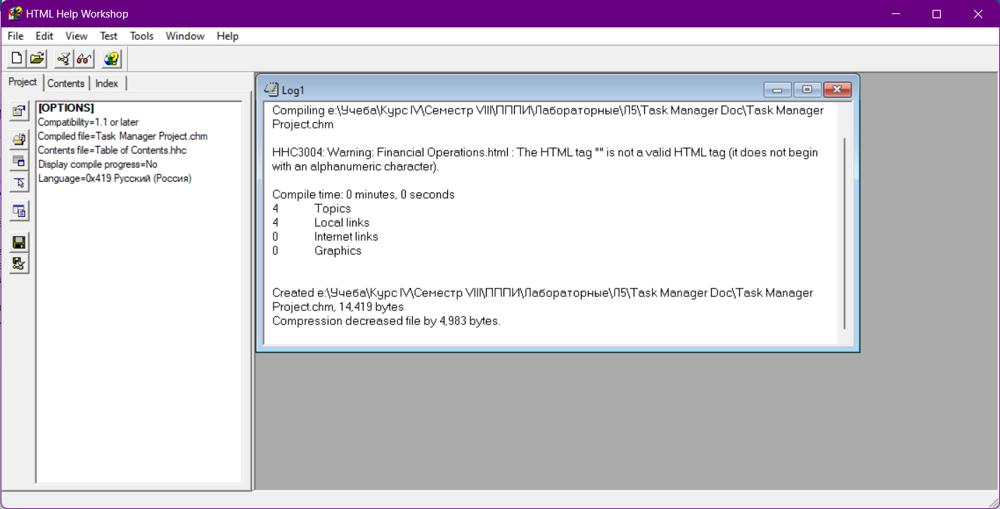 HTML Help Workshop
File Edit View Test Tools Window Help
Project Contents Index
[OPTIONS]
Compatibility=1.1 or later
Compiled file=Task Manager Project.chm
Contents file=Table of Contents.hhc
Display compile progress=No
Language=0x419 Русский (Россия)
Log1
Compiling e:\Учеба\Курс IV\Семестр VIII\ПППИ\Лабораторные\Л5\Task Manager Doc\Task Manager
Project.chm
HHC3004: Warning: Financial Operations.html : The HTML tag "" is not a valid HTML tag (it does not begin
with an alphanumeric character).
Compile time: 0 minutes, 0 seconds
4 Topics
4 Local links
0 Internet links
0 Graphics
Created e:\Учеба\Курс IV\Семестр VIII\ПППИ\Лабораторные\Л5\Task Manager Doc\Task Manager
Project.chm, 14,419 bytes
Compression decreased file by 4,983 bytes.